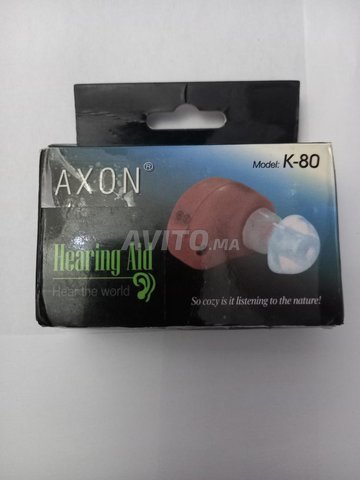 AXON®
Model: K-80
AVITO.MA
Hearing Aid
Hear the world
So cozy is it listening to the nature!